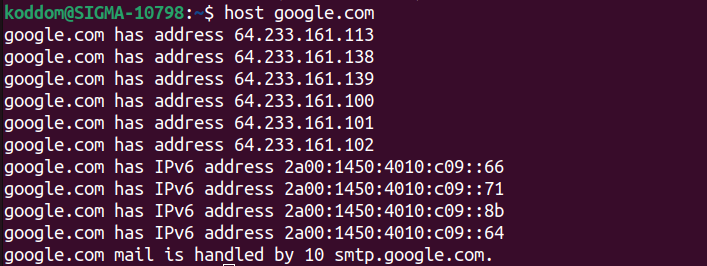 koddom@SIGMA-10798:~$ host google.com
google.com has address 64.233.161.113
google.com has address 64.233.161.138
google.com has address 64.233.161.139
google.com has address 64.233.161.100
google.com has address 64.233.161.101
google.com has address 64.233.161.102
google.com has IPv6 address 2a00:1450:4010:c09::66
google.com has IPv6 address 2a00:1450:4010:c09::71
google.com has IPv6 address 2a00:1450:4010:c09::8b
google.com has IPv6 address 2a00:1450:4010:c09::64
google.com mail is handled by 10 smtp.google.com.